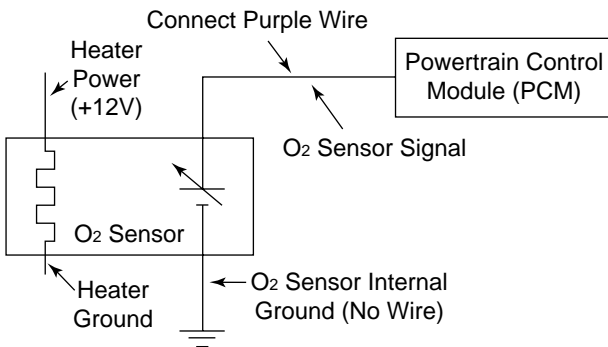 Connect Purple Wire
Heater
Power
(+12V)
Powertrain Control
Module (PCM)
O2 Sensor Signal
O2 Sensor
Heater
Ground
O2 Sensor Internal
Ground (No Wire)